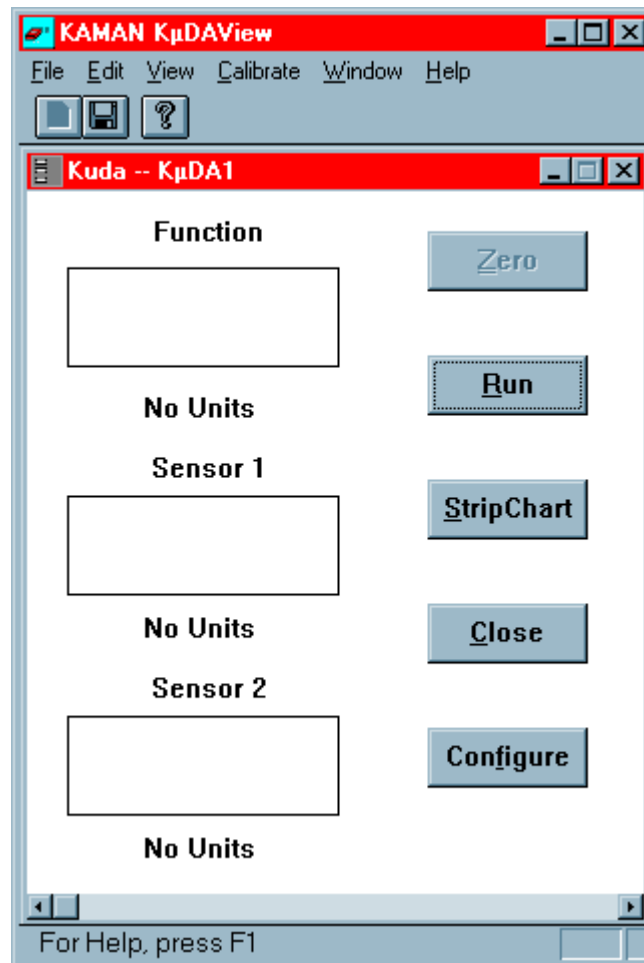 KAMAN KµDAView
File Edit View Calibrate Window Help
Kuda -- KµDA1
Function
Zero
No Units
Run
Sensor 1
StripChart
No Units
Close
Sensor 2
Configure
No Units
For Help, press F1